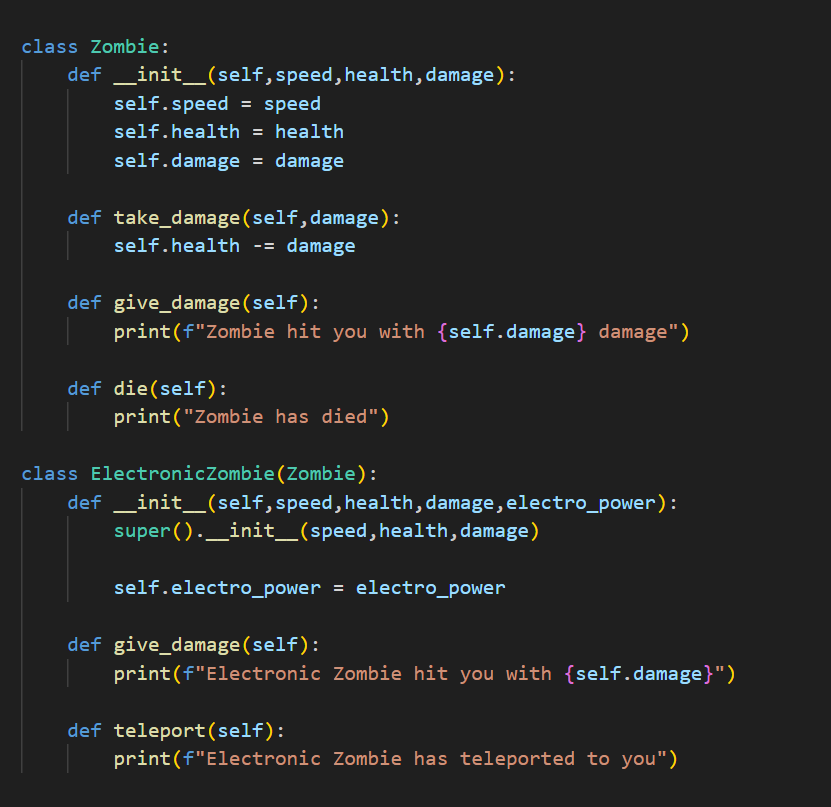 class Zombie:
    def __init__(self,speed,health,damage):
        self.speed = speed
        self.health = health
        self.damage = damage

    def take_damage(self,damage):
        self.health -= damage

    def give_damage(self):
        print(f"Zombie hit you with {self.damage} damage")

    def die(self):
        print("Zombie has died")

class ElectronicZombie(Zombie):
    def __init__(self,speed,health,damage,electro_power):
        super().__init__(speed,health,damage)

        self.electro_power = electro_power

    def give_damage(self):
        print(f"Electronic Zombie hit you with {self.damage}")

    def teleport(self):
        print(f"Electronic Zombie has teleported to you")